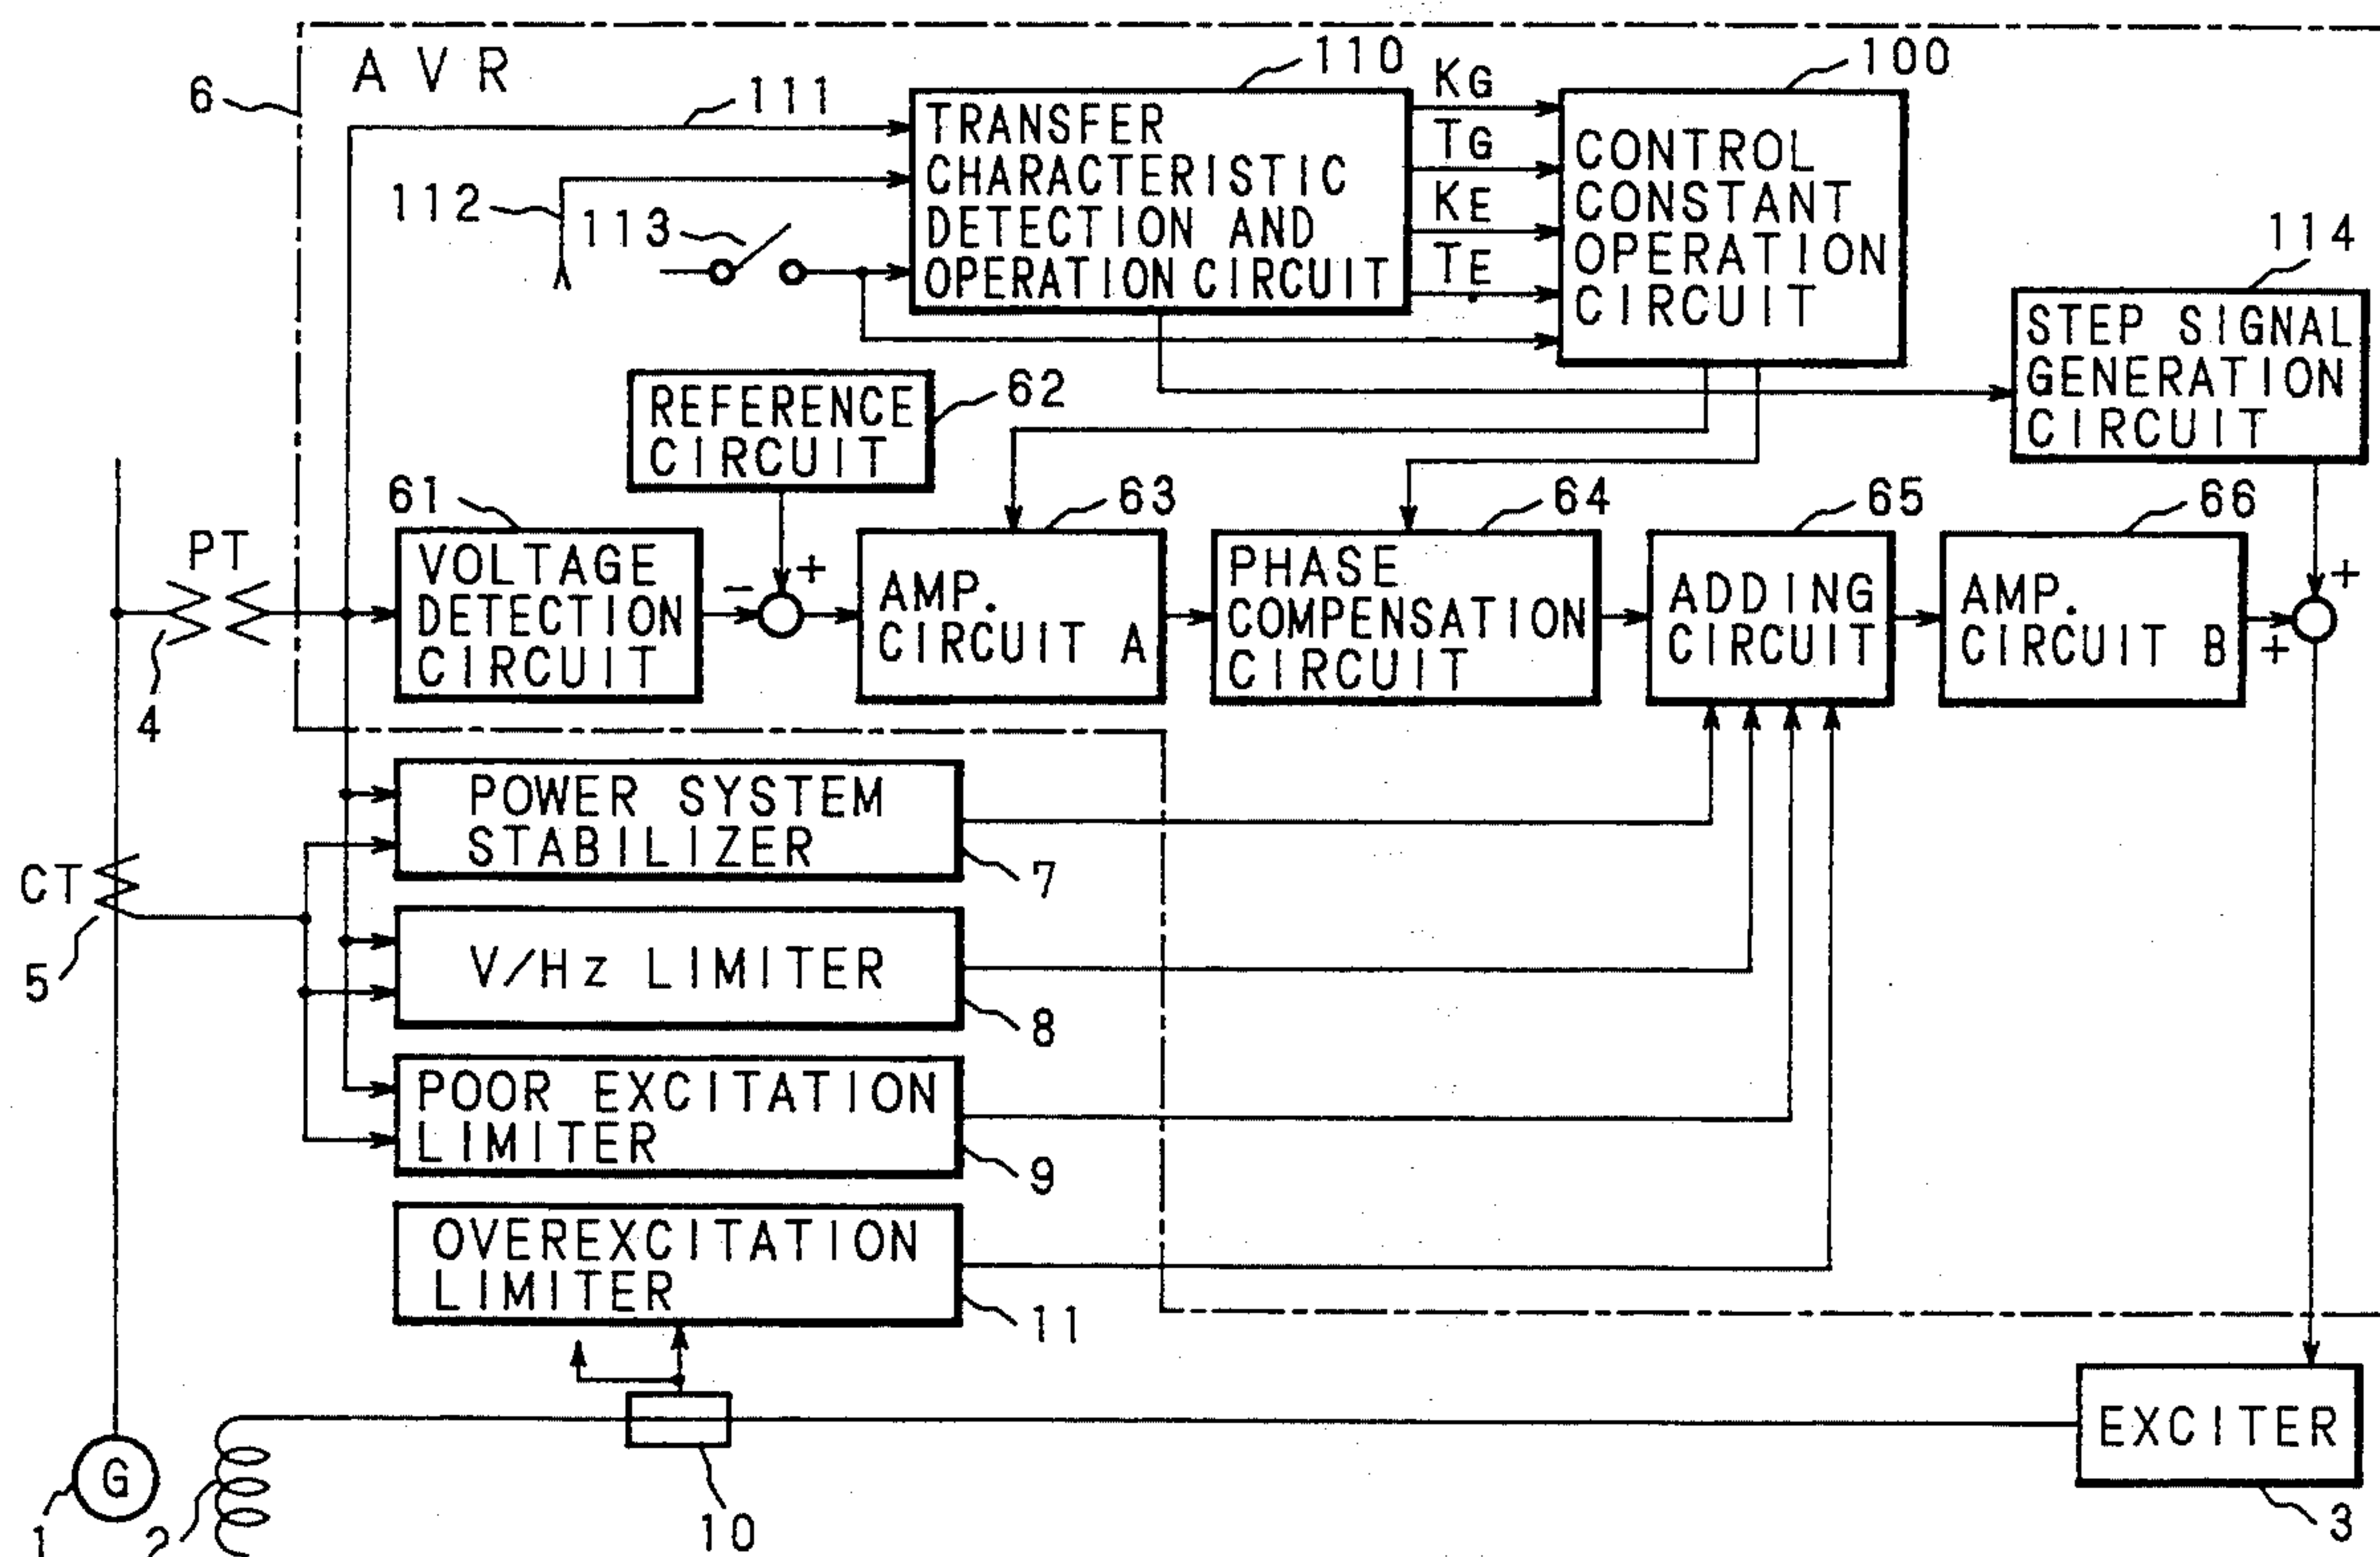 AVR
6
111
110
KG
TG
KE
TE
100
112
113
TRANSFER
CHARACTERISTIC
DETECTION AND
OPERATION CIRCUIT
CONTROL
CONSTANT
OPERATION
CIRCUIT
114
STEP SIGNAL
GENERATION
CIRCUIT
REFERENCE
CIRCUIT
62
61
63
64
65
66
PT
4
VOLTAGE
DETECTION
CIRCUIT
-
+
AMP.
CIRCUIT A
PHASE
COMPENSATION
CIRCUIT
ADDING
CIRCUIT
AMP.
CIRCUIT B
+
+
POWER SYSTEM
STABILIZER
7
CT
5
V/Hz LIMITER
8
POOR EXCITATION
LIMITER
9
OVEREXCITATION
LIMITER
11
10
EXCITER
3
G
1
2